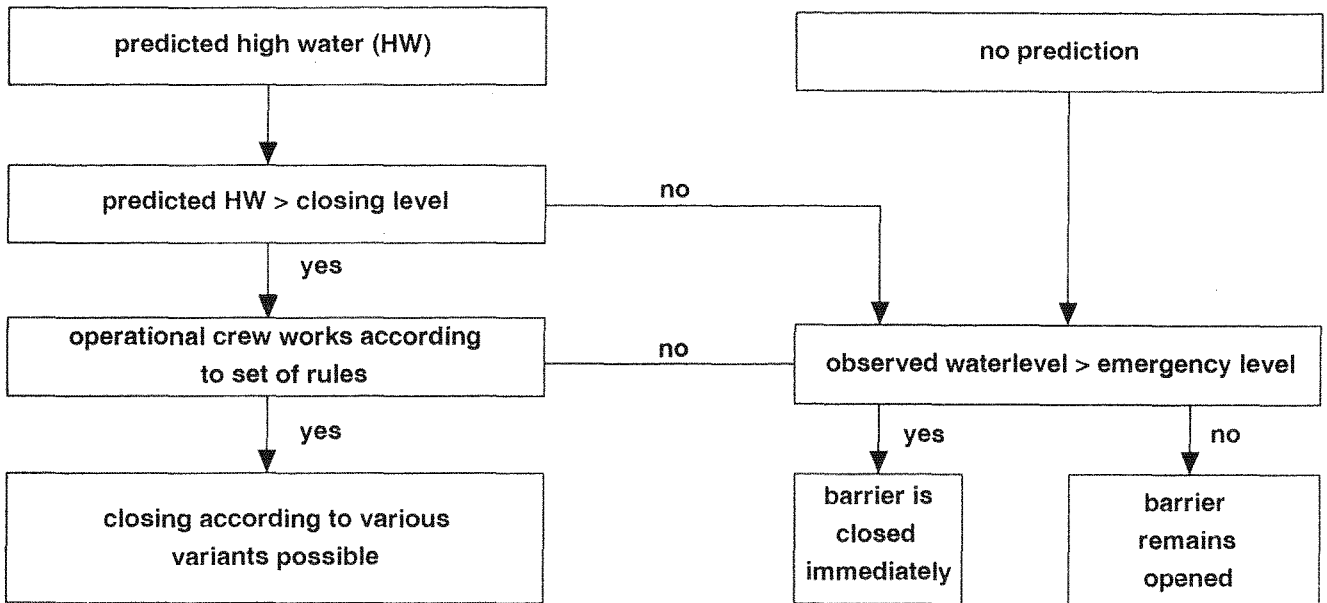 predicted high water (HW)
no prediction
predicted HW > closing level
no
yes
operational crew works according
to set of rules
no
observed waterlevel > emergency level
yes
yes
no
closing according to various
variants possible
barrier is
closed
immediately
barrier
remains
opened